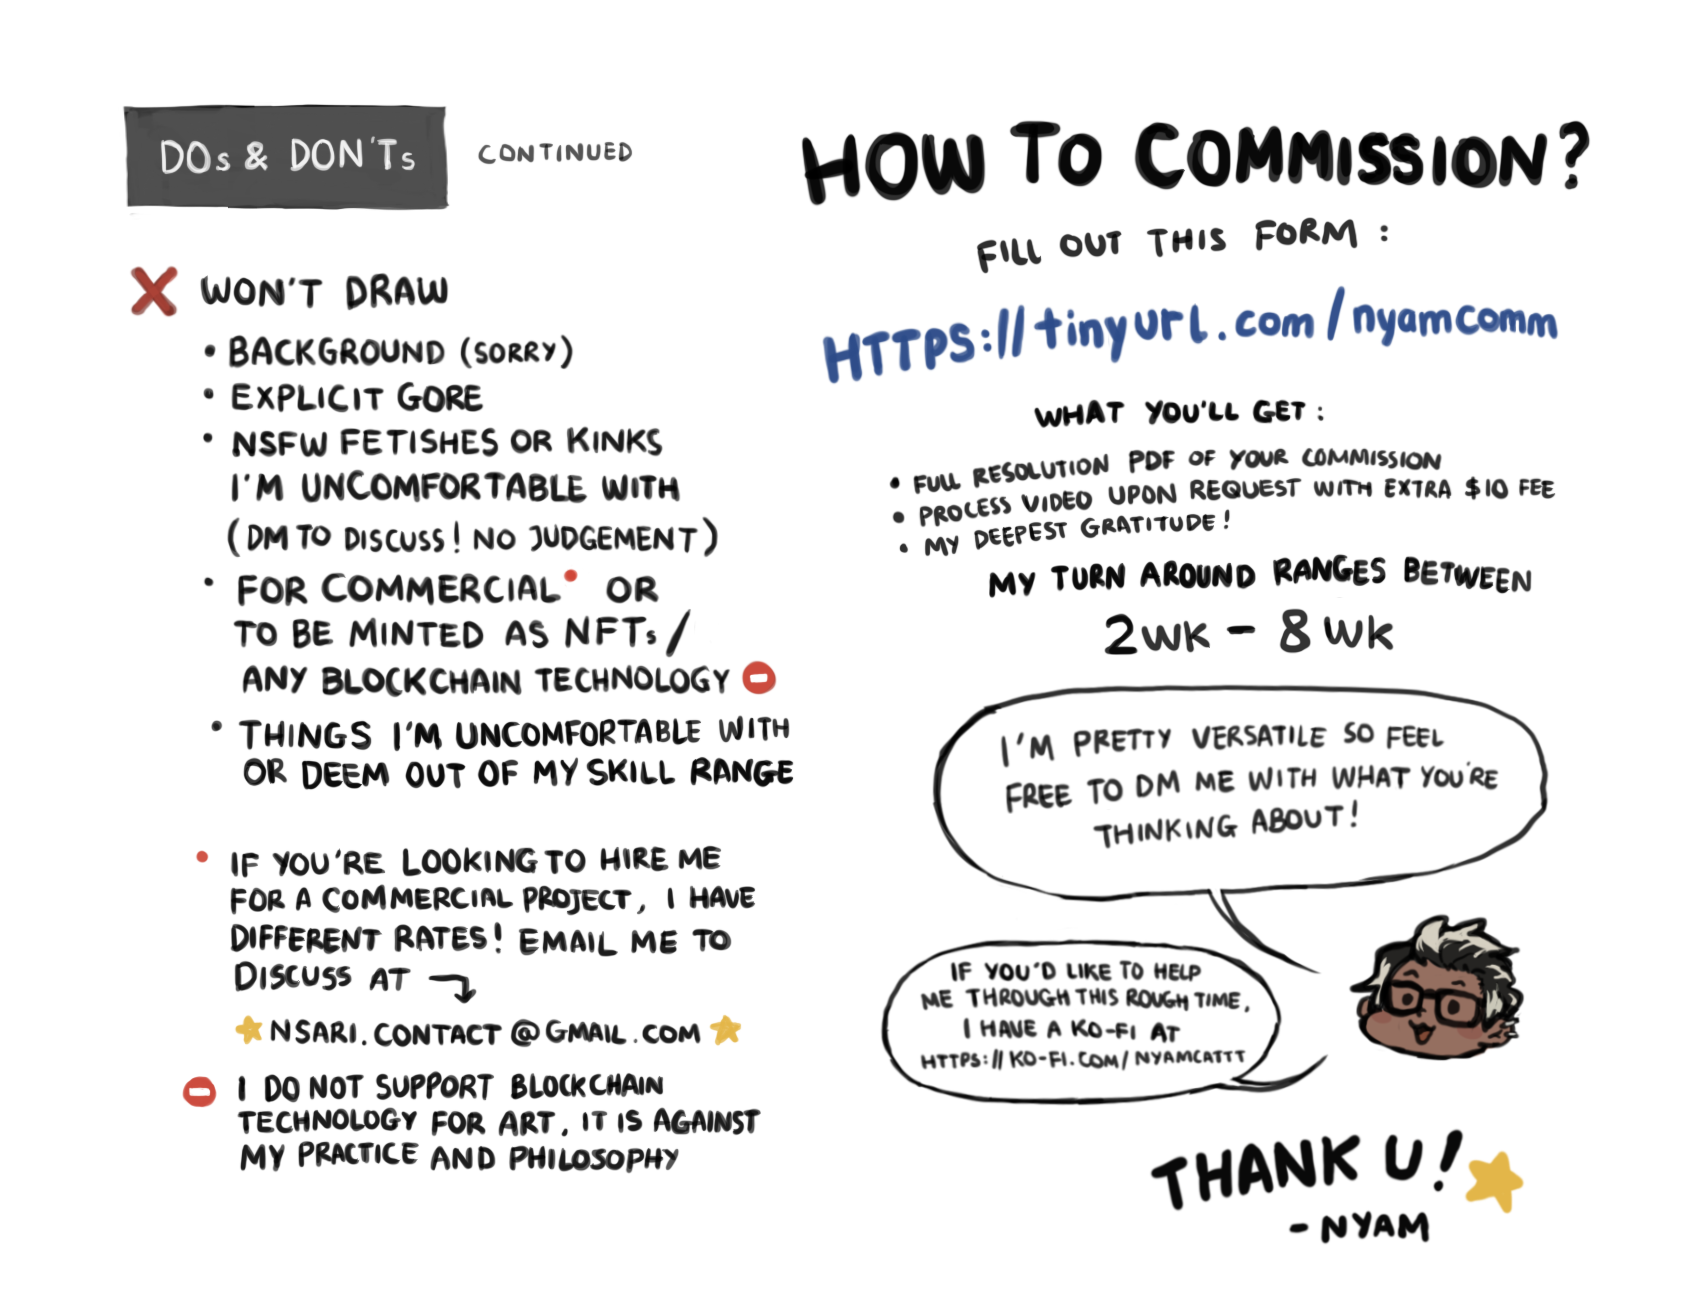 DOs & DON'Ts CONTINUED
WON'T DRAW
• BACKGROUND (SORRY)
• EXPLICIT GORE
• NSFW FETISHES OR KINKS
I'M UNCOMFORTABLE WITH
(DM TO DISCUSS! NO JUDGEMENT)
• FOR COMMERCIAL• OR
TO BE MINTED AS NFTs/
ANY BLOCKCHAIN TECHNOLOGY
• THINGS I'M UNCOMFORTABLE WITH
OR DEEM OUT OF MY SKILL RANGE
• IF YOU'RE LOOKING TO HIRE ME
FOR A COMMERCIAL PROJECT, I HAVE
DIFFERENT RATES! EMAIL ME TO
DISCUSS AT
NSARI.CONTACT@GMAIL.COM
I DO NOT SUPPORT BLOCKCHAIN
TECHNOLOGY FOR ART. IT IS AGAINST
MY PRACTICE AND PHILOSOPHY
HOW TO COMMISSION?
FILL OUT THIS FORM:
HTTPS://tinyurl.com/nyamcomm
WHAT YOU'LL GET:
• FULL RESOLUTION PDF OF YOUR COMMISSION
• PROCESS VIDEO UPON REQUEST WITH EXTRA $10 FEE
• MY DEEPEST GRATITUDE!
MY TURN AROUND RANGES BETWEEN
2WK - 8WK
I'M PRETTY VERSATILE SO FEEL
FREE TO DM ME WITH WHAT YOU'RE
THINKING ABOUT!
IF YOU'D LIKE TO HELP
ME THROUGH THIS ROUGH TIME,
I HAVE A KO-FI AT
HTTPS://KO-FI.COM/NYAMCATTT
THANK U!
- NYAM